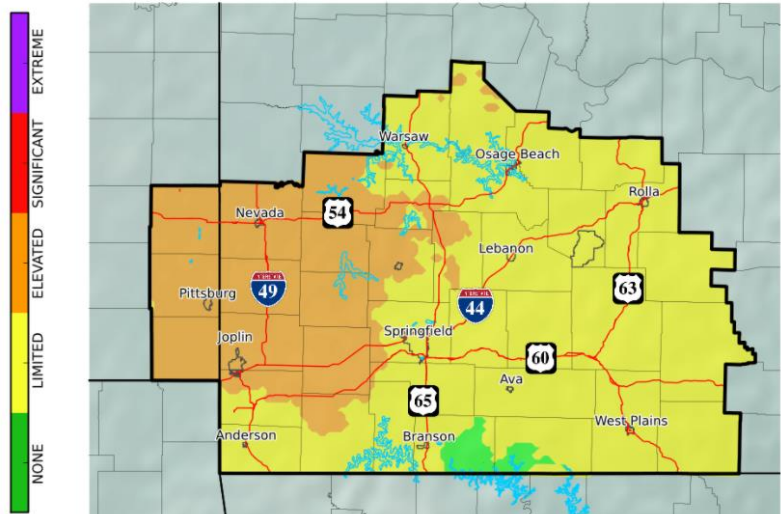 EXTREME
SIGNIFICANT
ELEVATED
LIMITED
NONE
Warsaw
Osage Beach
Rolla
54
Nevada
Lebanon
63
Pittsburg
49
44
Joplin
Springfield
60
Ava
65
West Plains
Anderson
Branson